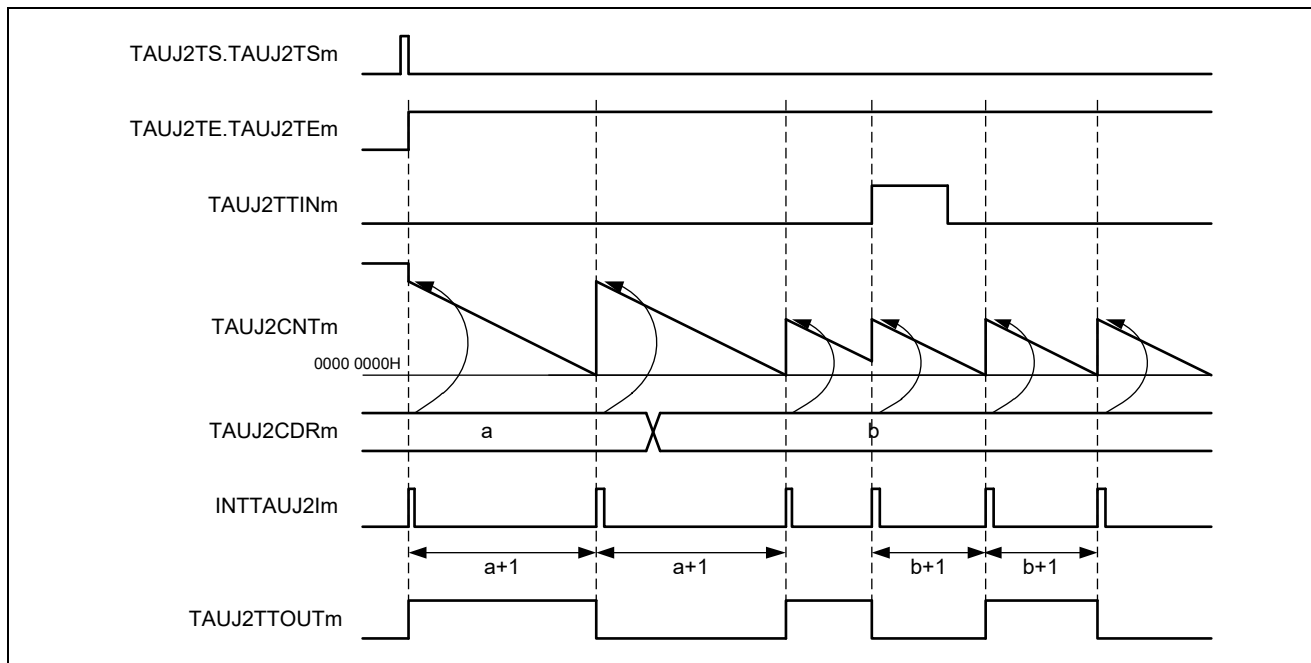 TAUJ2TS.TAUJ2TSm
TAUJ2TE.TAUJ2TEm
TAUJ2TTINm
TAUJ2CNTm
0000 0000H
TAUJ2CDRm
a
b
INTTAUJ2Im
a+1
a+1
b+1
b+1
TAUJ2TTOUTm